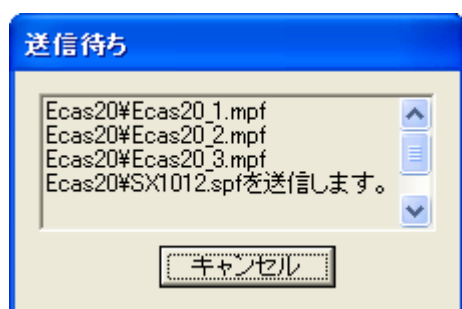 送信待ち
Ecas20¥Ecas20_1.mpf
Ecas20¥Ecas20_2.mpf
Ecas20¥Ecas20_3.mpf
Ecas20¥SX1012.spfを送信します。
キャンセル